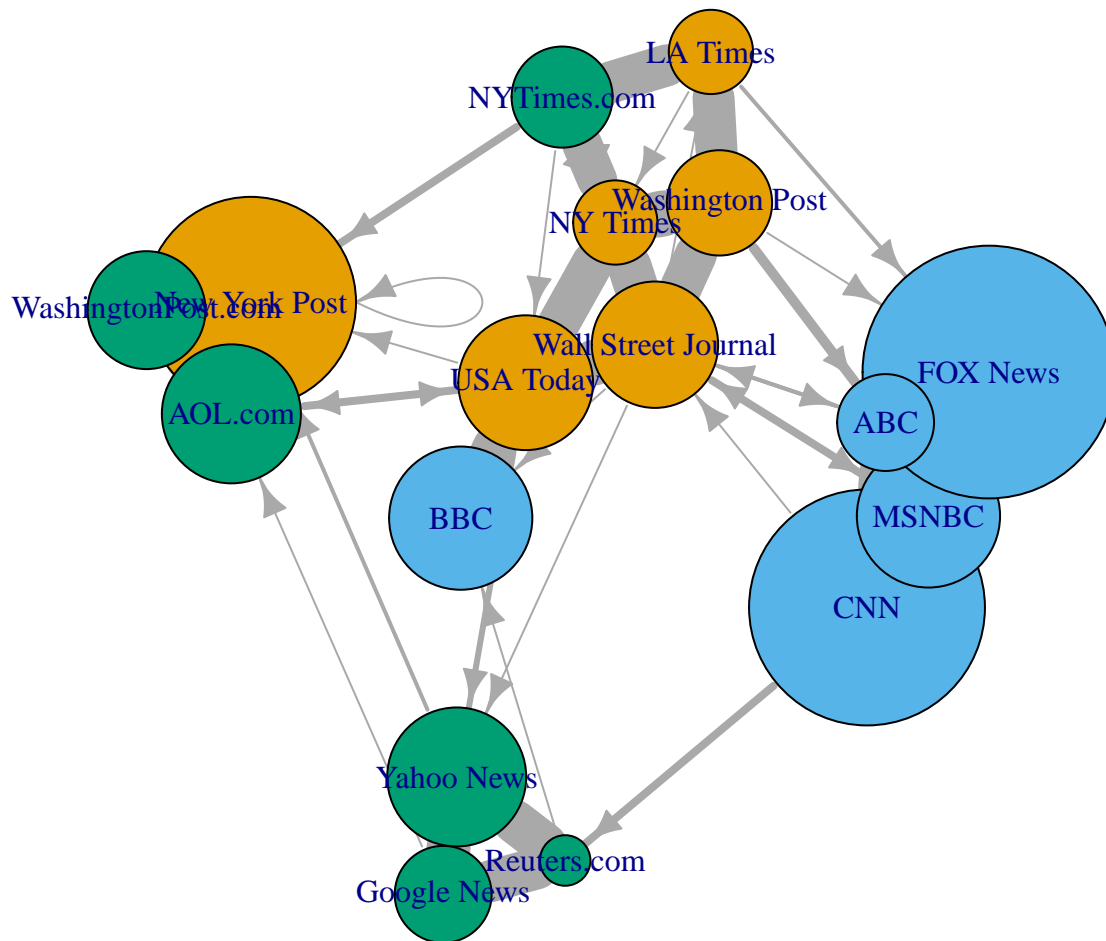 LA Times
NYTimes.com
Washington Post
NY Times
WashingtonPost.com
New York Post
Wall Street Journal
USA Today
FOX News
AOL.com
ABC
BBC
MSNBC
CNN
Yahoo News
Reuters.com
Google News